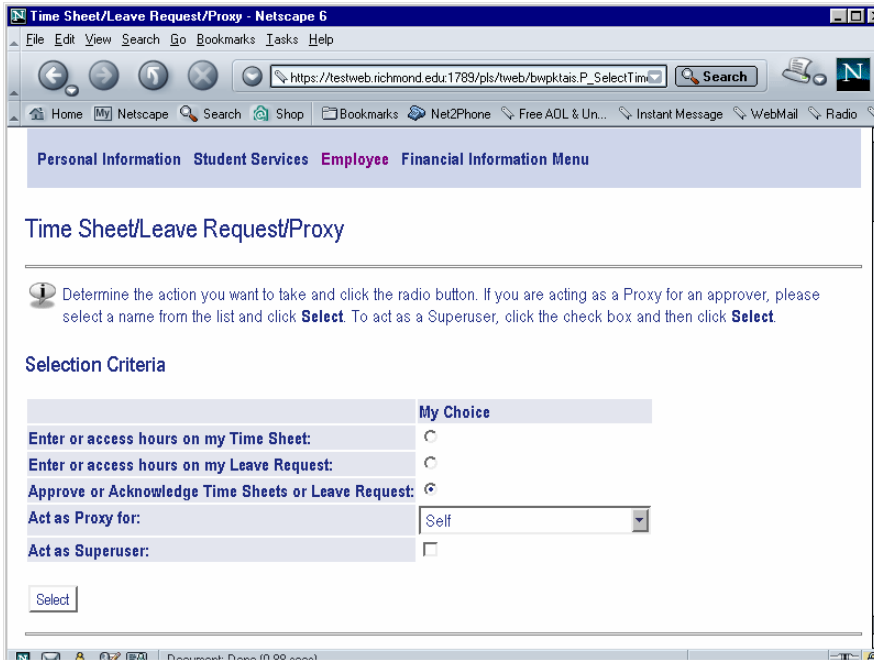 Time Sheet/Leave Request/Proxy - Netscape 6
File Edit View Search Go Bookmarks Tasks Help
https://testweb.richmond.edu:1789/pls/tweb/bwpktais.P_SelectTim
Search
N
Home My Netscape Search Shop Bookmarks Net2Phone Free AOL & Un... Instant Message WebMail Radio
Personal Information Student Services Employee Financial Information Menu
Time Sheet/Leave Request/Proxy
Determine the action you want to take and click the radio button. If you are acting as a Proxy for an approver, please
select a name from the list and click Select. To act as a Superuser, click the check box and then click Select.
Selection Criteria
My Choice
Enter or access hours on my Time Sheet:
Enter or access hours on my Leave Request:
Approve or Acknowledge Time Sheets or Leave Request:
Act as Proxy for: Self
Act as Superuser:
Select
Document: Done (0.88 secs)